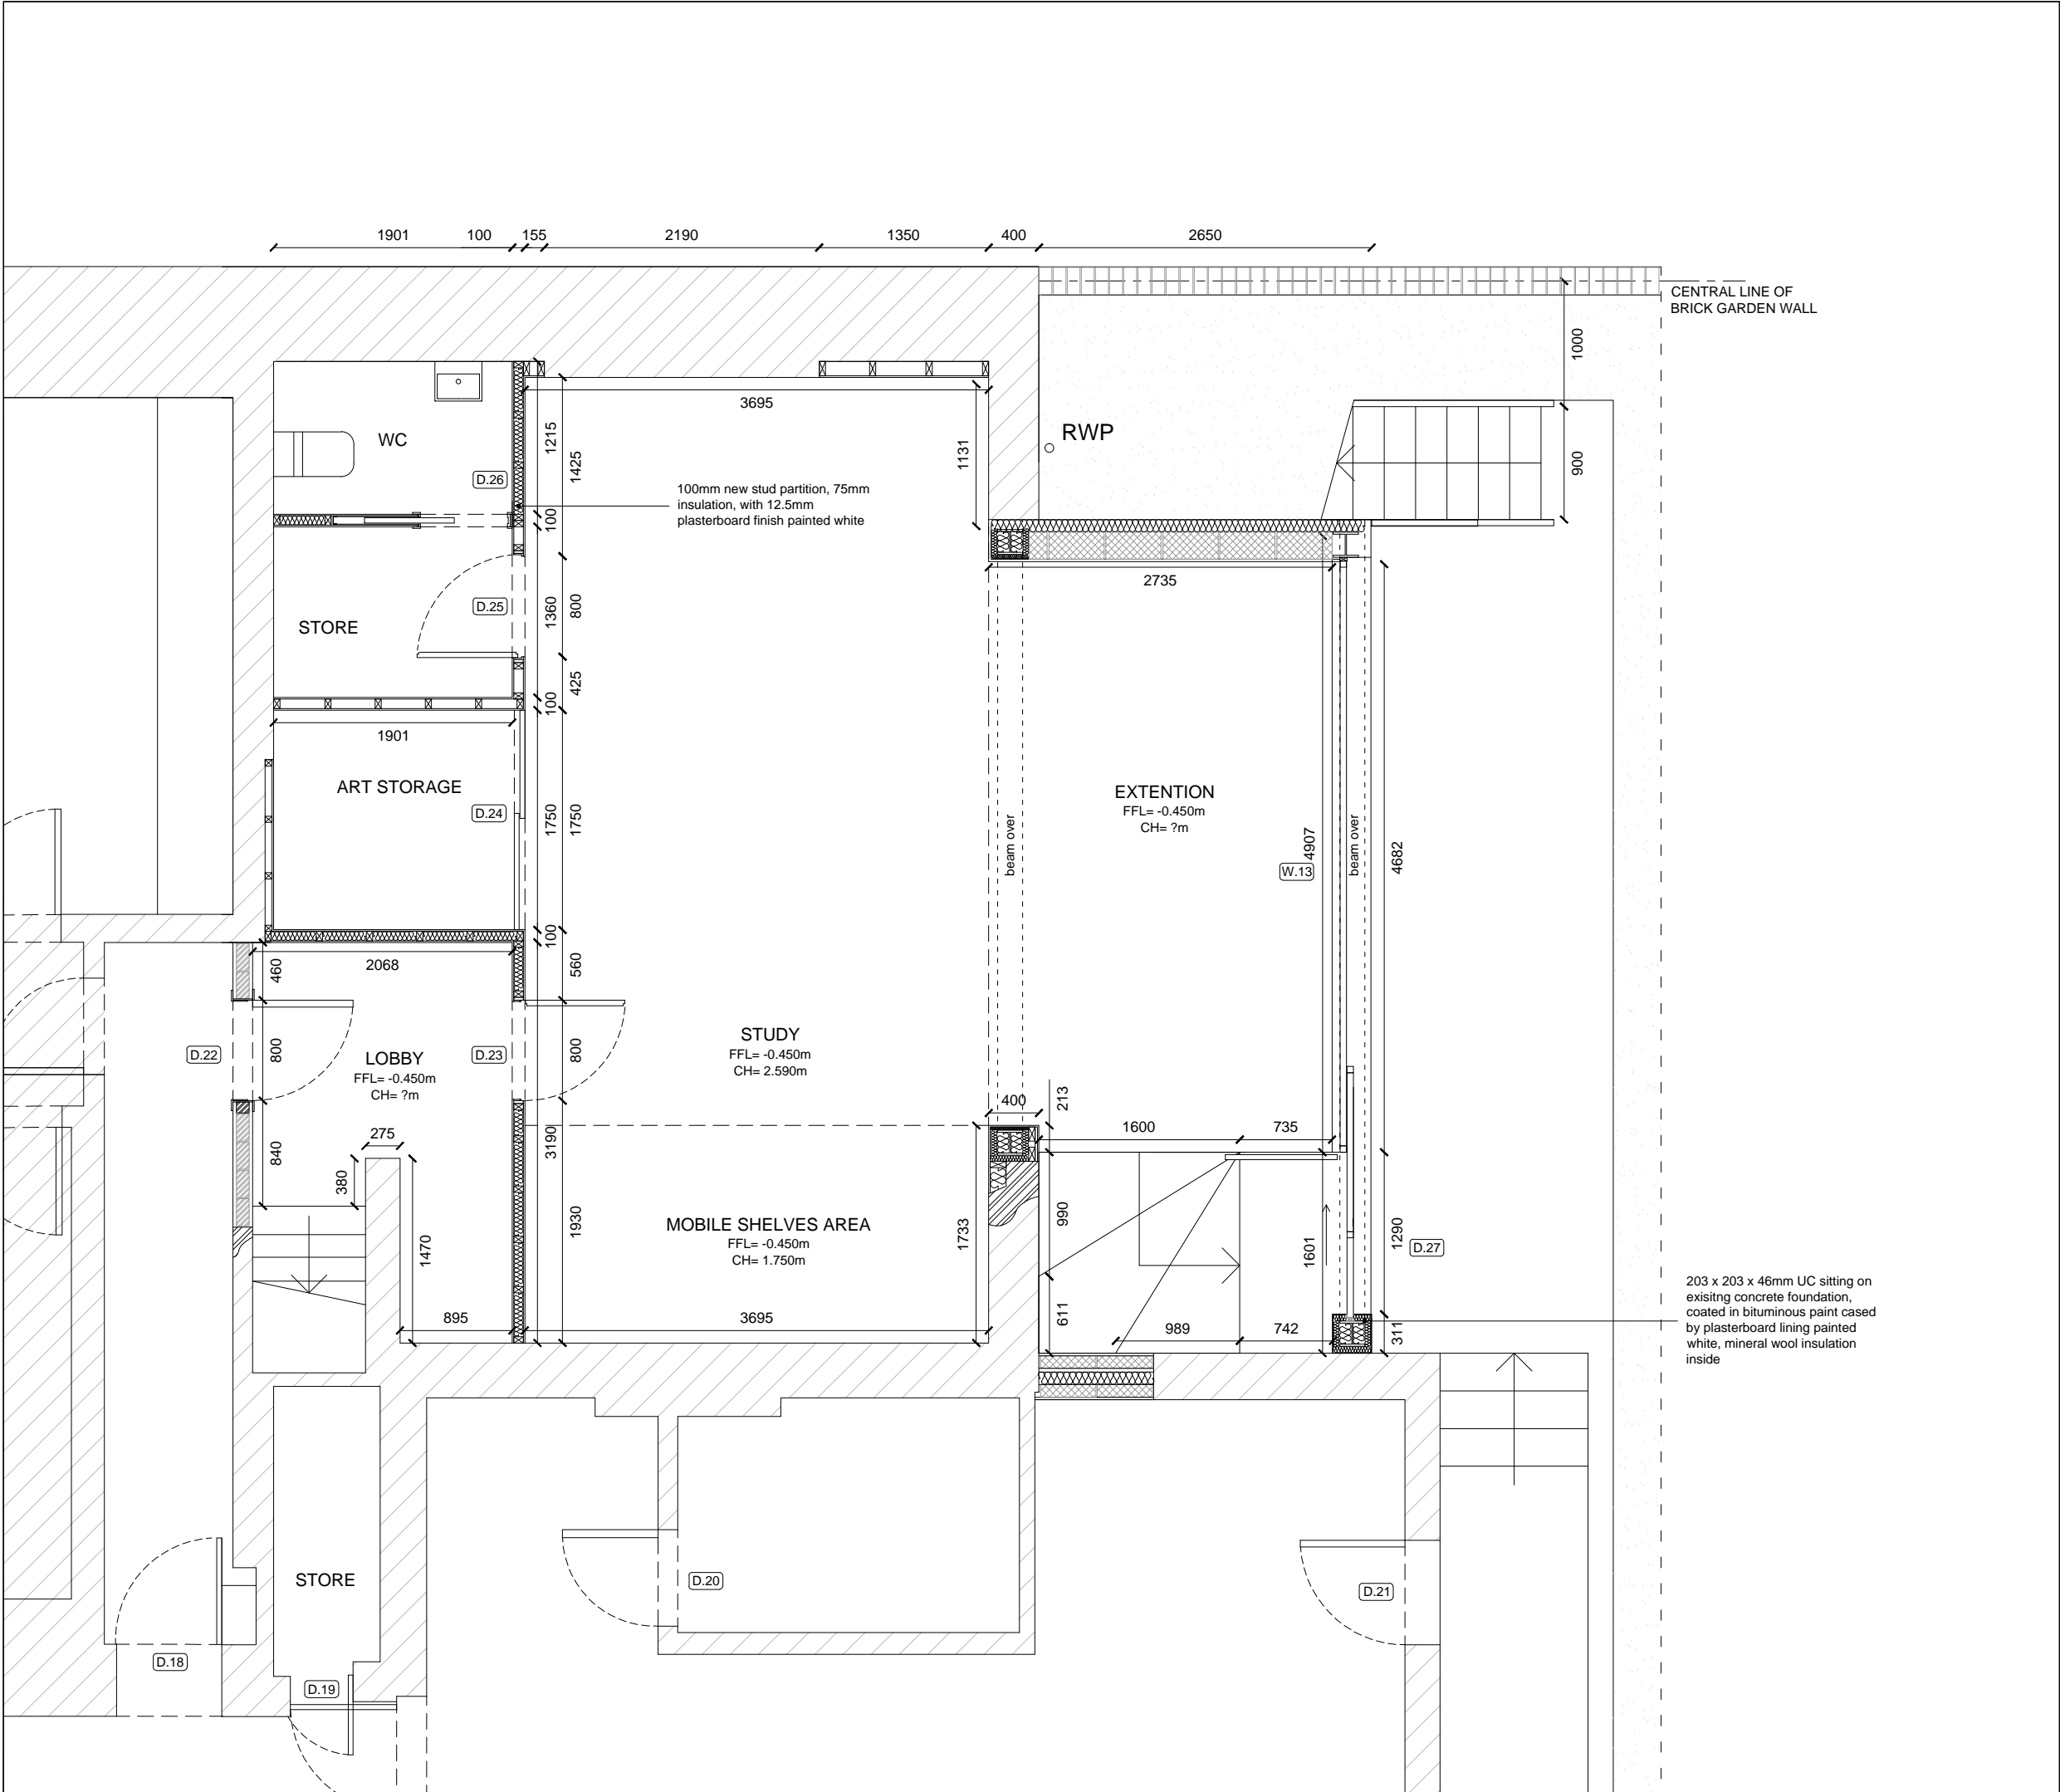 1901
100
155
2190
1350
400
2650
CENTRAL LINE OF
BRICK GARDEN WALL
1000
900
3695
1131
RWP
WC
D.26
1215
1425
100
100mm new stud partition, 75mm
insulation, with 12.5mm
plasterboard finish painted white
D.25
1360
800
STORE
425
100
2735
1901
ART STORAGE
D.24
1750
1750
EXTENTION
FFL= -0.450m
CH= ?m
beam over
4907
W.13
beam over
4682
100
560
460
2068
D.22
800
LOBBY
FFL= -0.450m
CH= ?m
D.23
800
STUDY
FFL= -0.450m
CH= 2.590m
400
213
1600
735
275
840
380
3190
1470
1930
MOBILE SHELVES AREA
FFL= -0.450m
CH= 1.750m
1733
990
1601
1290
D.27
203 x 203 x 46mm UC sitting on
exisitng concrete foundation,
coated in bituminous paint cased
by plasterboard lining painted
white, mineral wool insulation
inside
895
3695
611
989
742
311
STORE
D.20
D.21
D.18
D.19